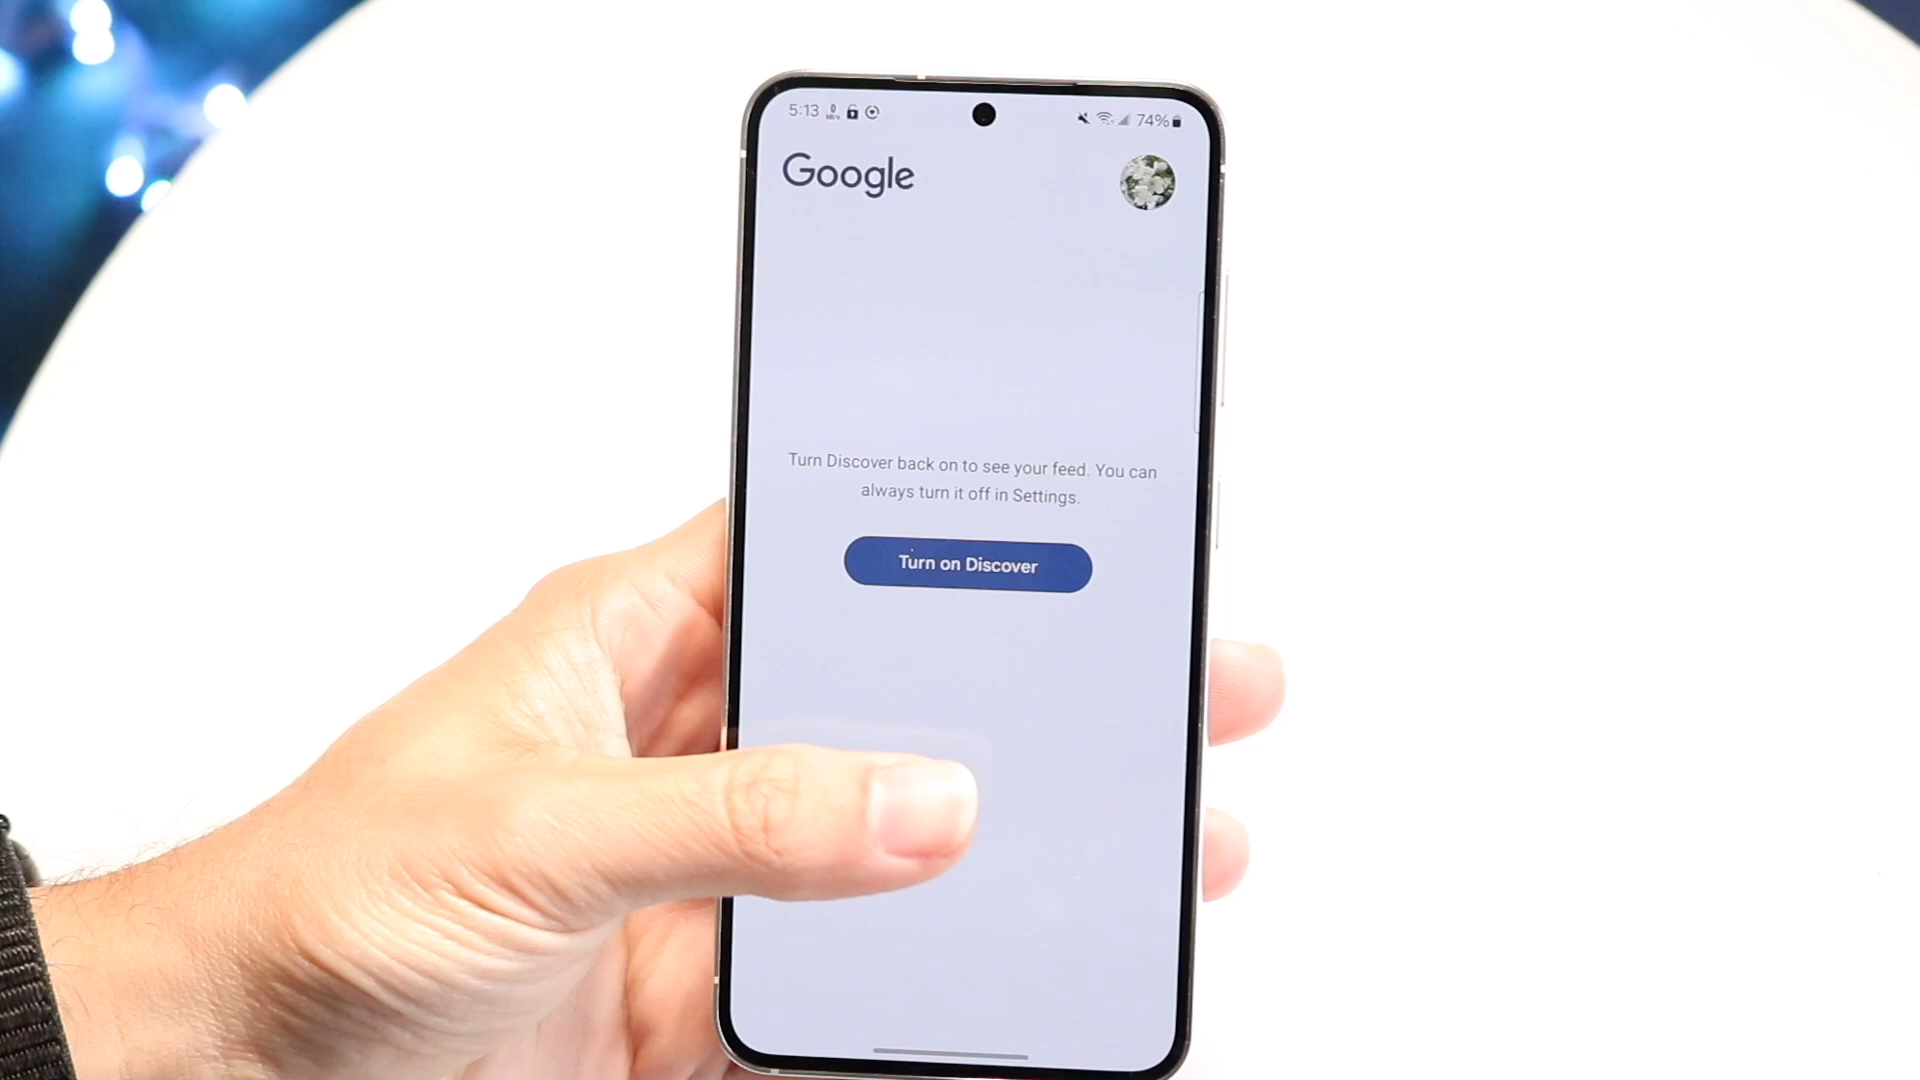 5:13 0 74%
Google
Turn Discover back on to see your feed. You can
always turn it off in Settings.
Turn on Discover